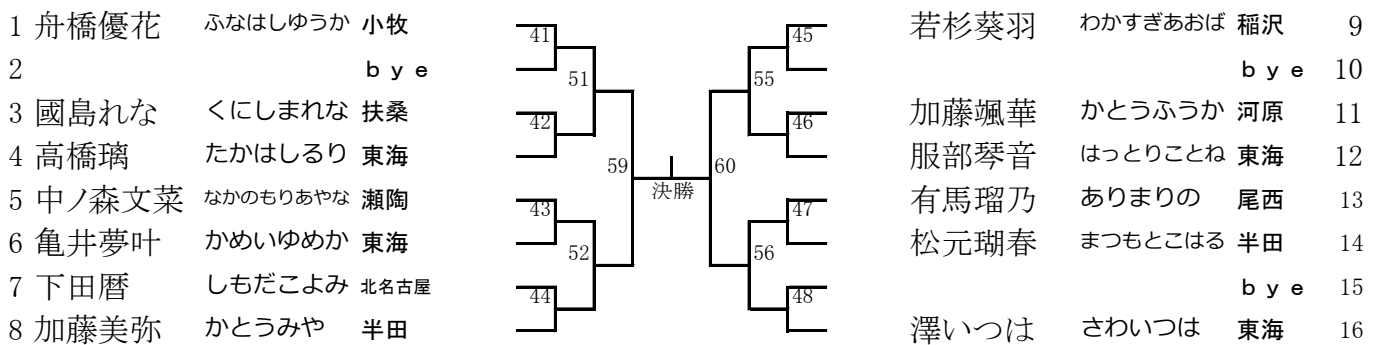 1 舟橋優花 ふなはしゆうか 小牧 41 45 若杉葵羽 わかすぎあおば 稲沢 9
2 ｂｙｅ 51 55 ｂｙｅ 10
3 國島れな くにしまれな 扶桑 42 46 加藤颯華 かとうふうか 河原 11
4 高橋璃 たかはしるり 東海 59 60 服部琴音 はっとりことね 東海 12
決勝
5 中ノ森文菜 なかのもりあやな 瀬陶 43 47 有馬瑠乃 ありまりの 尾西 13
6 亀井夢叶 かめいゆめか 東海 52 56 松元瑚春 まつもとこはる 半田 14
7 下田暦 しもだこよみ 北名古屋 44 48 ｂｙｅ 15
8 加藤美弥 かとうみや 半田 澤いつは さわいつは 東海 16